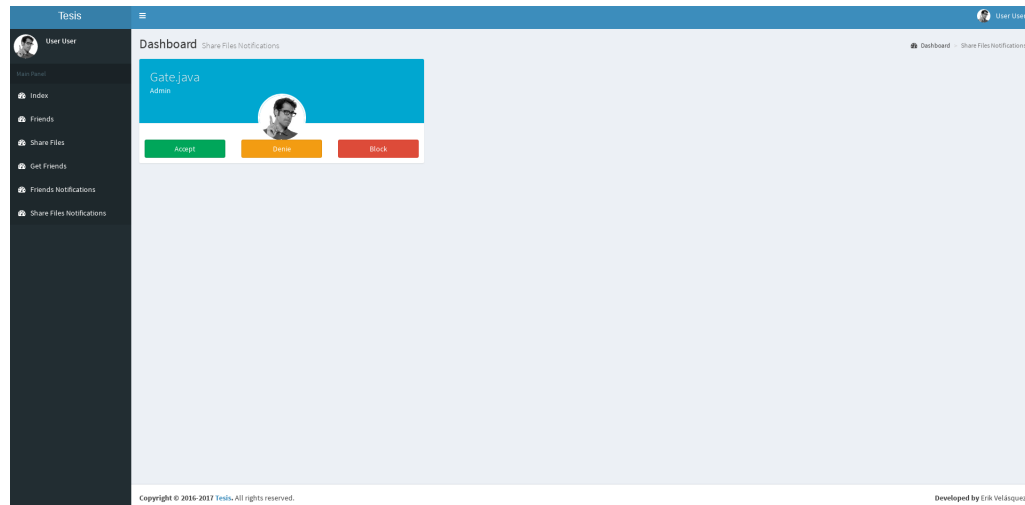 Tesis
User User
User User
Main Panel
Index
Friends
Share Files
Get Friends
Friends Notifications
Share Files Notifications
Dashboard Share Files Notifications
Dashboard > Share Files Notifications
Gate.java
Admin
Accept
Denie
Block
Copyright © 2016-2017 Tesis. All rights reserved.
Developed by Erik Velásquez